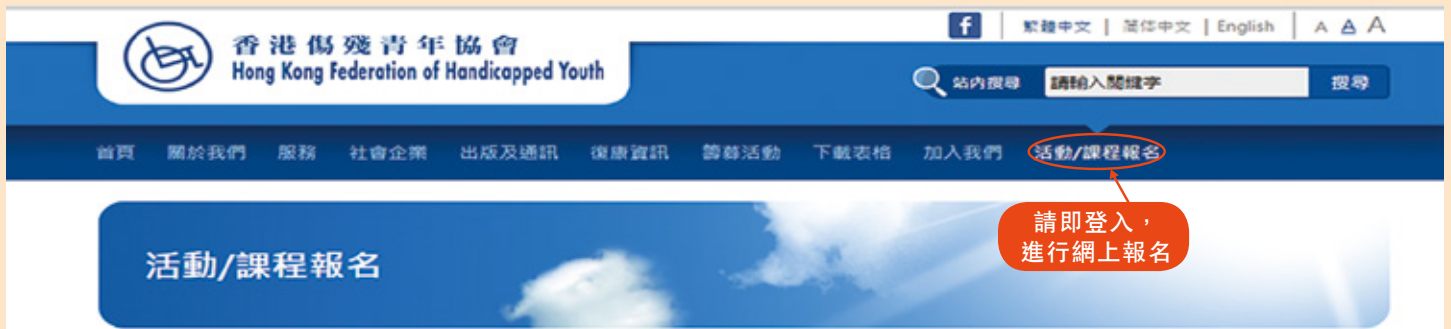 f 繁體中文 | 简体中文 | English A A A
香港傷殘青年協會
Hong Kong Federation of Handicapped Youth
站內搜尋 請輸入關鍵字 搜尋
首頁 關於我們 服務 社會企業 出版及通訊 復康資訊 籌募活動 下載表格 加入我們 活動/課程報名
請即登入，
進行網上報名
活動/課程報名